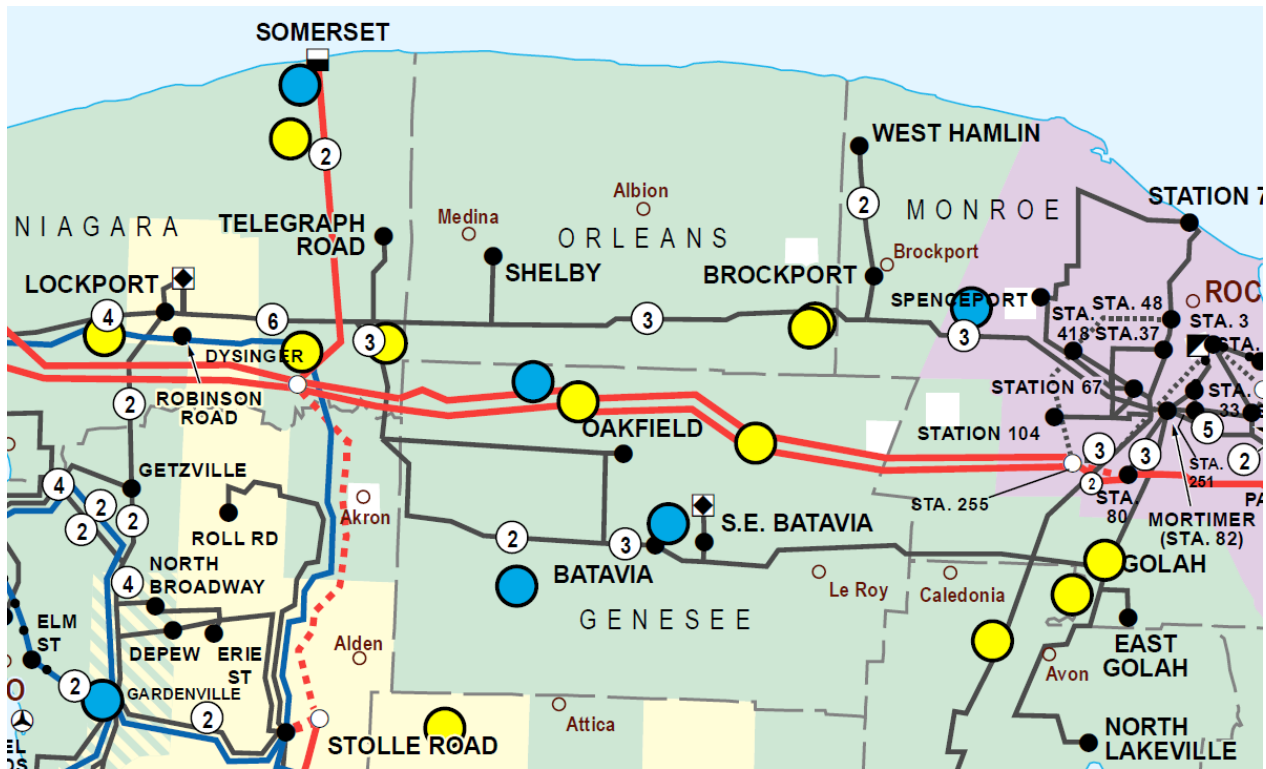 SOMERSET
2
WEST HAMLIN
Albion
2
STATION 7
NIAGARA
TELEGRAPH
ROAD
Medina
ORLEANS
MONROE
SHELBY
BROCKPORT
Brockport
LOCKPORT
SPENCEPORT
STA.
418
STA. 48
STA.37
ROC
STA. 3
STA.
4
6
3
3
3
DYSINGER
ROBINSON
ROAD
STATION 67
STA.
33
2
OAKFIELD
STATION 104
5
3
3
2
2
GETZVILLE
4
2
2
2
STA.
251
STA. 255
STA.
80
PA
Akron
ROLL RD
S.E. BATAVIA
MORTIMER
(STA. 82)
2
3
NORTH
BROADWAY
4
BATAVIA
GOLAH
Le Roy
Caledonia
GENESEE
ELM
ST
DEPEW
ERIE
ST
Alden
EAST
GOLAH
Avon
2
O
GARDENVILLE
2
Attica
STOLLE ROAD
NORTH
LAKEVILLE
EL
OS